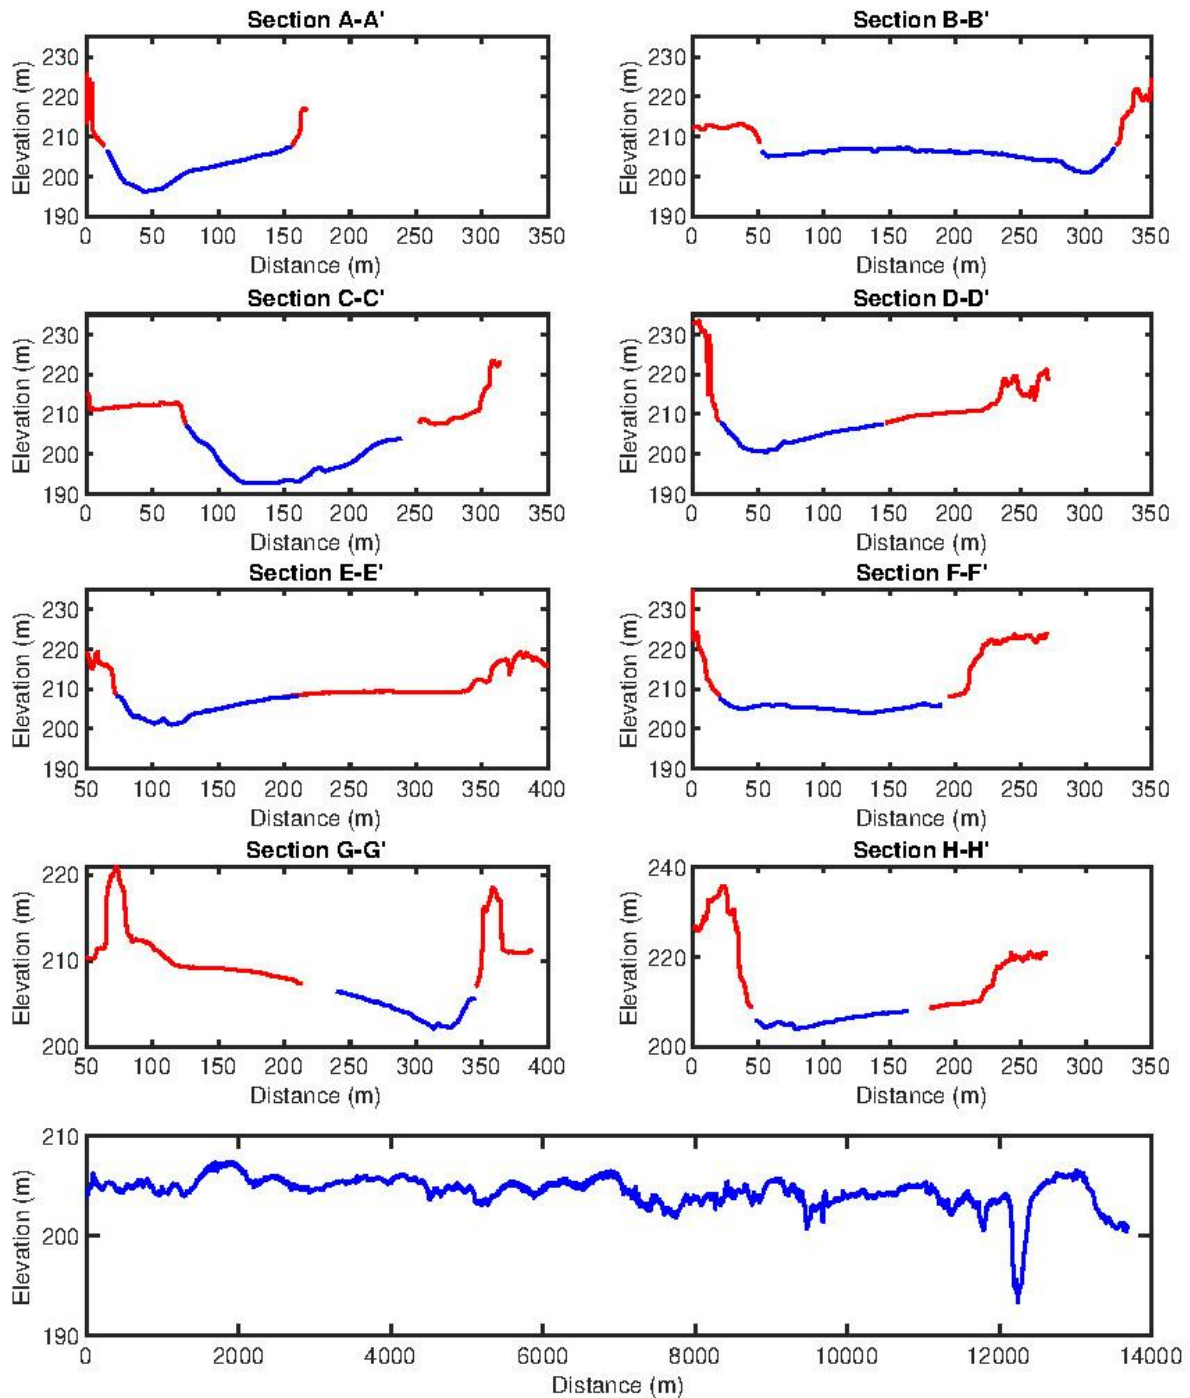 Section A-A'
Elevation (m)
230
220
210
200
190
0 50 100 150 200 250 300 350
Distance (m)
Section B-B'
Elevation (m)
230
220
210
200
190
0 50 100 150 200 250 300 350
Distance (m)
Section C-C'
Elevation (m)
230
220
210
200
190
0 50 100 150 200 250 300 350
Distance (m)
Section D-D'
Elevation (m)
230
220
210
200
190
0 50 100 150 200 250 300 350
Distance (m)
Section E-E'
Elevation (m)
230
220
210
200
190
50 100 150 200 250 300 350 400
Distance (m)
Section F-F'
Elevation (m)
230
220
210
200
190
0 50 100 150 200 250 300 350
Distance (m)
Section G-G'
Elevation (m)
220
210
200
50 100 150 200 250 300 350 400
Distance (m)
Section H-H'
Elevation (m)
240
220
200
0 50 100 150 200 250 300 350
Distance (m)
Elevation (m)
210
200
190
0 2000 4000 6000 8000 10000 12000 14000
Distance (m)